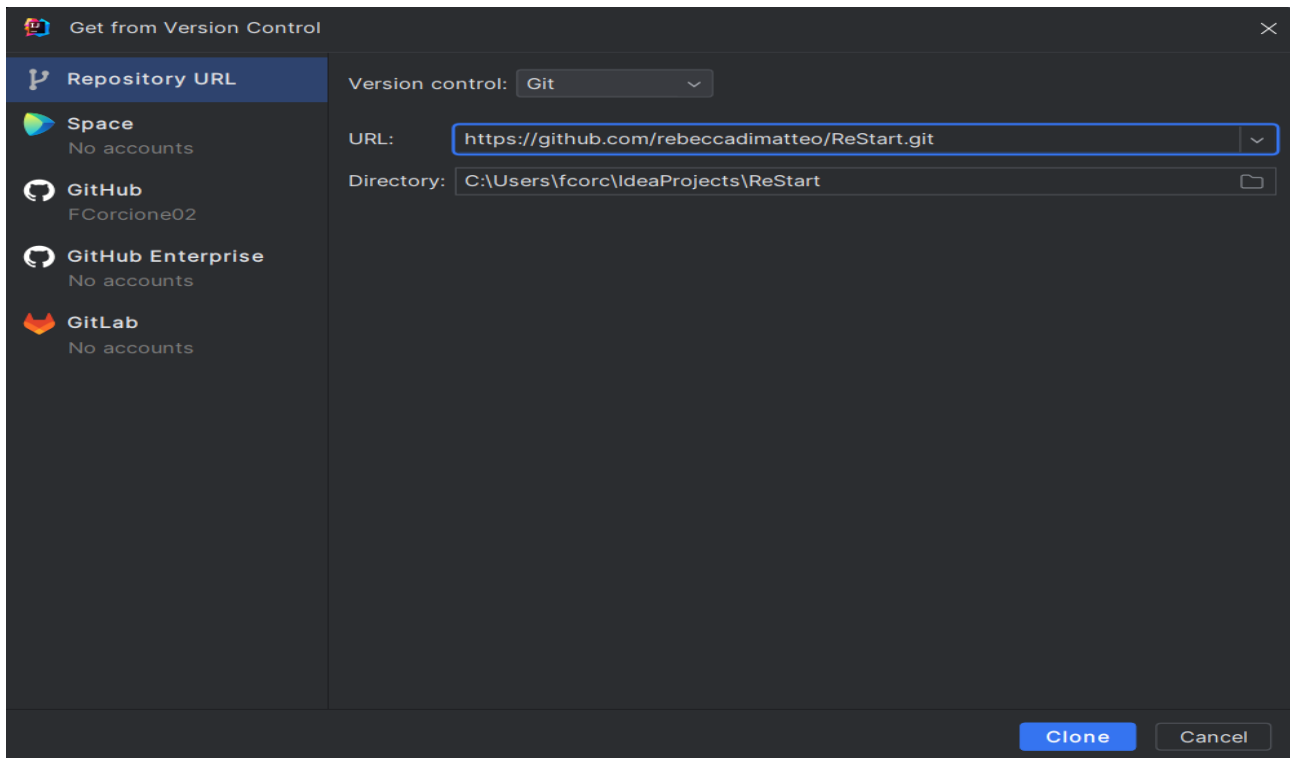 Get from Version Control
Repository URL
Space
No accounts
GitHub
FCorcione02
GitHub Enterprise
No accounts
GitLab
No accounts
Version control: Git
URL: https://github.com/rebeccadimatteo/ReStart.git
Directory: C:\Users\fcorc\IdeaProjects\ReStart
Clone Cancel